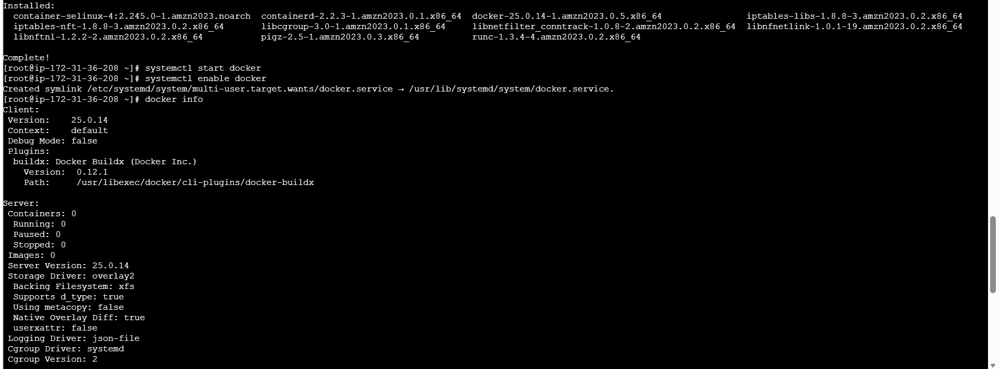 Installed:
  container-selinux-4:2.245.0-1.amzn2023.noarch  containerd-2.2.3-1.amzn2023.0.1.x86_64  docker-25.0.14-1.amzn2023.0.5.x86_64                iptables-libs-1.8.8-3.amzn2023.0.2.x86_64
  iptables-nft-1.8.8-3.amzn2023.0.2.x86_64       libcgroup-3.0-1.amzn2023.0.1.x86_64     libnetfilter_conntrack-1.0.8-2.amzn2023.0.2.x86_64  libnfnetlink-1.0.1-19.amzn2023.0.2.x86_64
  libnftnl-1.2.2-2.amzn2023.0.2.x86_64           pigz-2.5-1.amzn2023.0.3.x86_64          runc-1.3.4-4.amzn2023.0.2.x86_64

Complete!
[root@ip-172-31-36-208 ~]# systemctl start docker
[root@ip-172-31-36-208 ~]# systemctl enable docker
Created symlink /etc/systemd/system/multi-user.target.wants/docker.service → /usr/lib/systemd/system/docker.service.
[root@ip-172-31-36-208 ~]# docker info
Client:
 Version:    25.0.14
 Context:    default
 Debug Mode: false
 Plugins:
  buildx: Docker Buildx (Docker Inc.)
    Version:  0.12.1
    Path:     /usr/libexec/docker/cli-plugins/docker-buildx

Server:
 Containers: 0
  Running: 0
  Paused: 0
  Stopped: 0
 Images: 0
 Server Version: 25.0.14
 Storage Driver: overlay2
  Backing Filesystem: xfs
  Supports d_type: true
  Using metacopy: false
  Native Overlay Diff: true
  userxattr: false
 Logging Driver: json-file
 Cgroup Driver: systemd
 Cgroup Version: 2